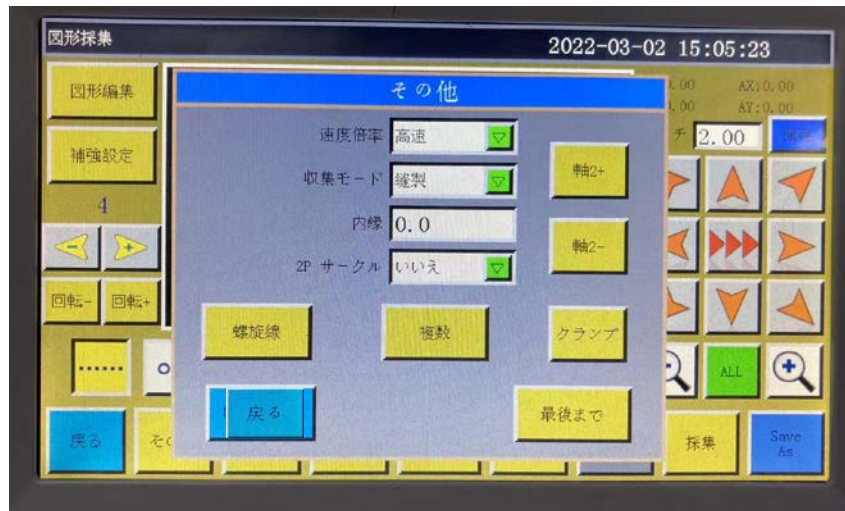 図形採集
2022-03-02 15:05:23
図形編集
補強設定
4
- +
回転- 回転+
その他
速度倍率 高速
収集モード 縫製
内縁 0.0
2P サークル いいえ
軸2+
軸2-
螺旋線
複数
クランプ
戻る
最後まで
AX:0.00
AY:0.00
チ 2.00
ALL
戻る
そ
採集
Save
As